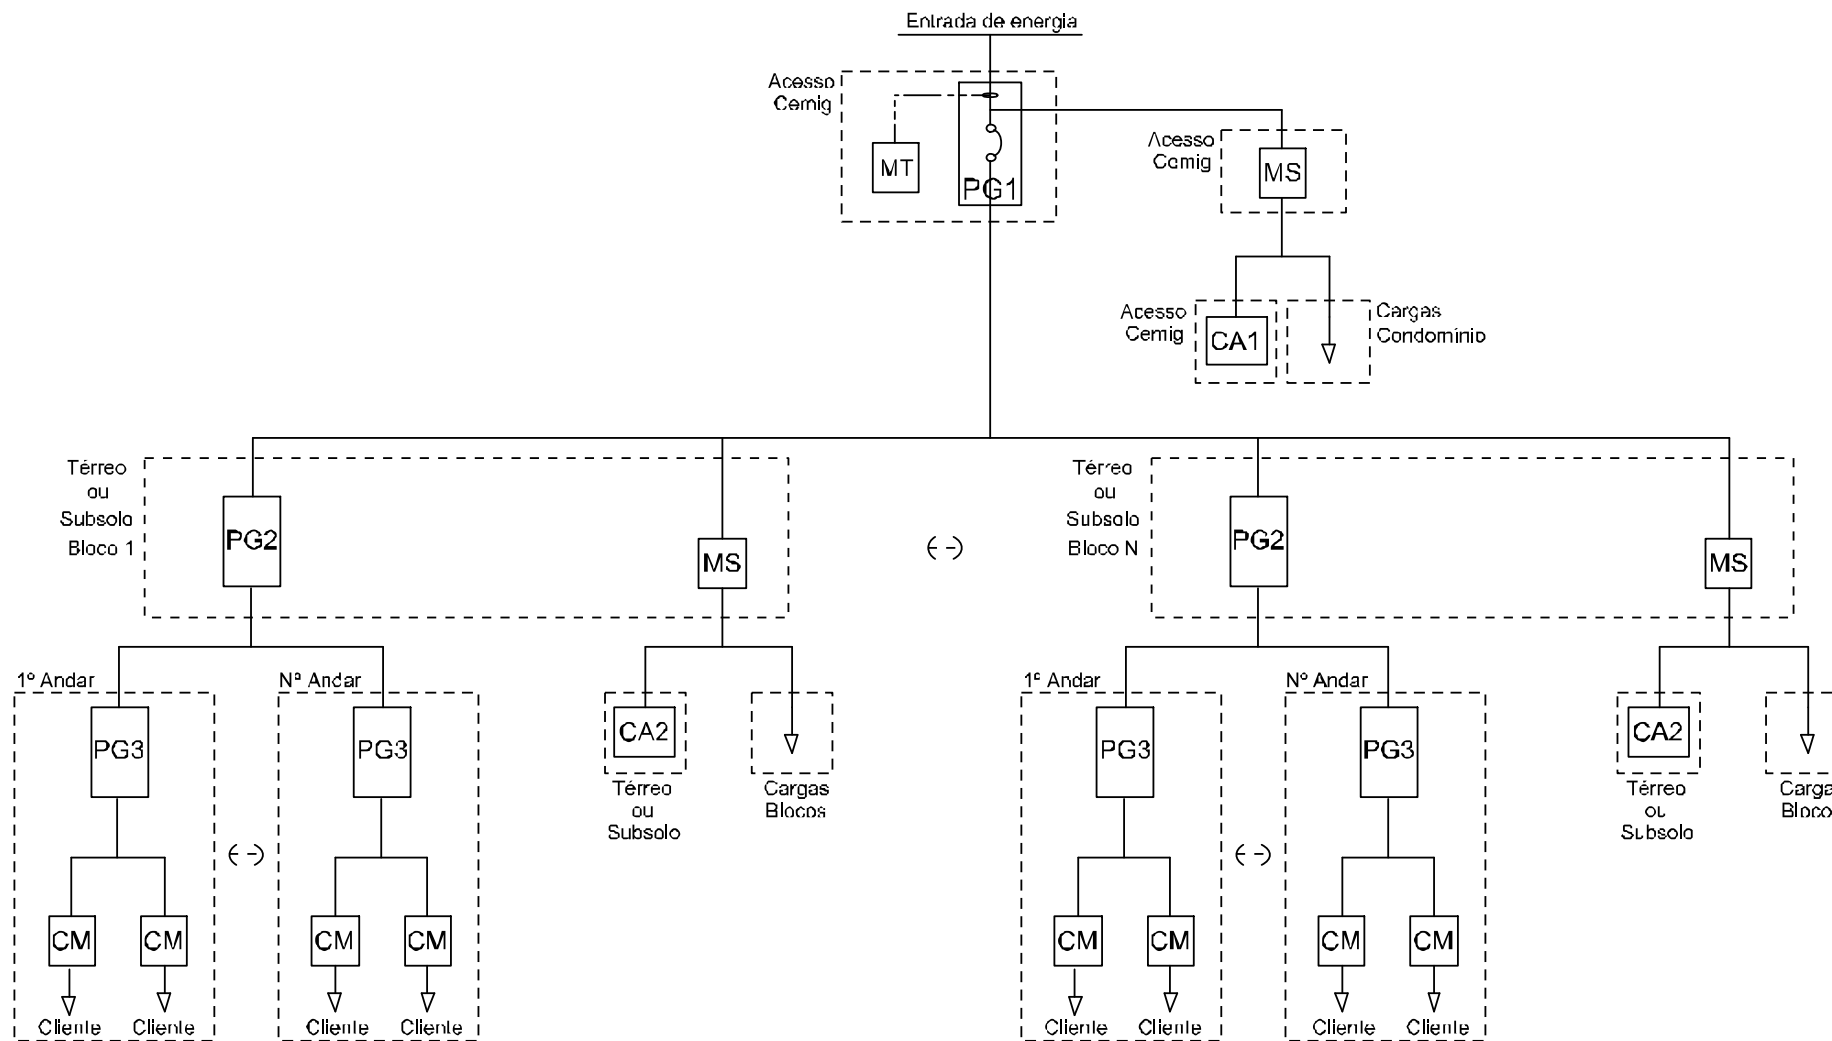 Entrada de energia
Acesso
Cemig
MT
PG1
Acesso
Cemig
MS
Acesso
Cemig
CA1
Cargas
Condomínio
Térreo
ou
Subsolo
Bloco 1
PG2
MS
(--)
Térreo
ou
Subsolo
Bloco N
PG2
MS
1º Andar
PG3
Nº Andar
PG3
CA2
Térreo
ou
Subsolo
Cargas
Blocos
1º Andar
PG3
Nº Andar
PG3
CA2
Térreo
ou
Subsolo
Carga
Bloco
(--)
(--)
CM
CM
CM
CM
CM
CM
CM
CM
Cliente
Cliente
Cliente
Cliente
Cliente
Cliente
Cliente
Cliente